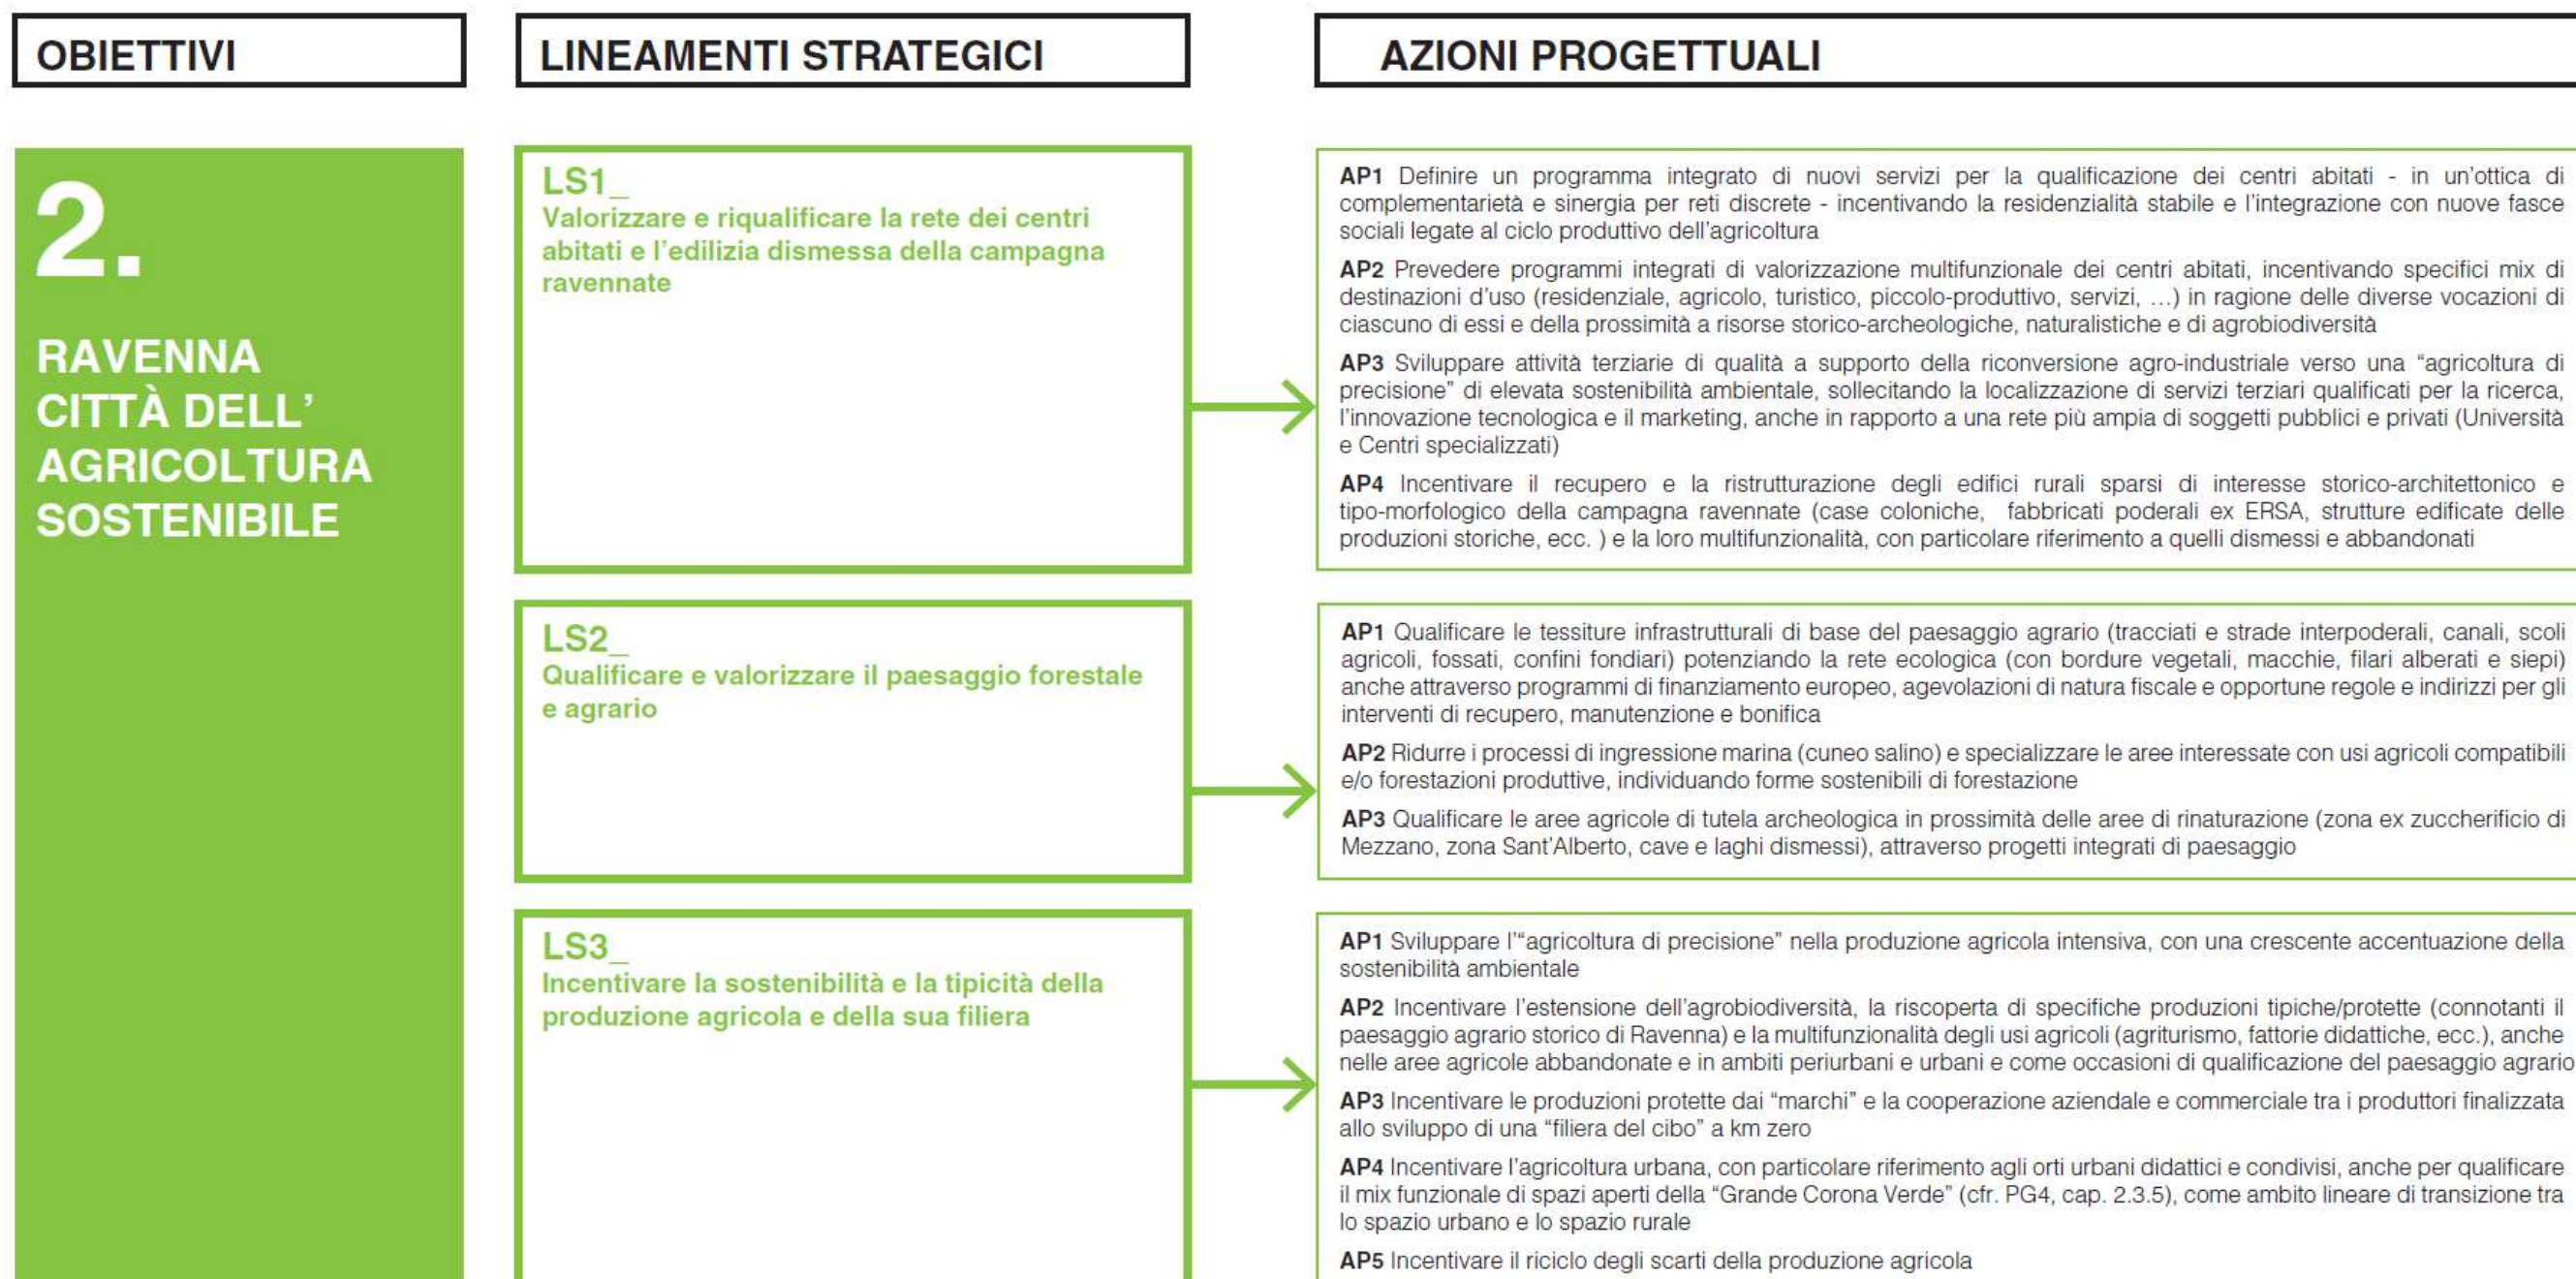 OBIETTIVI
LINEAMENTI STRATEGICI
AZIONI PROGETTUALI
2.
RAVENNA
CITTÀ DELL’
AGRICOLTURA
SOSTENIBILE
LS1_
Valorizzare e riqualificare la rete dei centri
abitati e l’edilizia dismessa della campagna
ravennate
AP1 Definire un programma integrato di nuovi servizi per la qualificazione dei centri abitati - in un’ottica di
complementarietà e sinergia per reti discrete - incentivando la residenzialità stabile e l’integrazione con nuove fasce
sociali legate al ciclo produttivo dell’agricoltura
AP2 Prevedere programmi integrati di valorizzazione multifunzionale dei centri abitati, incentivando specifici mix di
destinazioni d’uso (residenziale, agricolo, turistico, piccolo-produttivo, servizi, …) in ragione delle diverse vocazioni di
ciascuno di essi e della prossimità a risorse storico-archeologiche, naturalistiche e di agrobiodiversità
AP3 Sviluppare attività terziarie di qualità a supporto della riconversione agro-industriale verso una “agricoltura di
precisione” di elevata sostenibilità ambientale, sollecitando la localizzazione di servizi terziari qualificati per la ricerca,
l’innovazione tecnologica e il marketing, anche in rapporto a una rete più ampia di soggetti pubblici e privati (Università
e Centri specializzati)
AP4 Incentivare il recupero e la ristrutturazione degli edifici rurali sparsi di interesse storico-architettonico e
tipo-morfologico della campagna ravennate (case coloniche, fabbricati poderali ex ERSA, strutture edificate delle
produzioni storiche, ecc. ) e la loro multifunzionalità, con particolare riferimento a quelli dismessi e abbandonati
LS2_
Qualificare e valorizzare il paesaggio forestale
e agrario
AP1 Qualificare le tessiture infrastrutturali di base del paesaggio agrario (tracciati e strade interpoderali, canali, scoli
agricoli, fossati, confini fondiari) potenziando la rete ecologica (con bordure vegetali, macchie, filari alberati e siepi)
anche attraverso programmi di finanziamento europeo, agevolazioni di natura fiscale e opportune regole e indirizzi per gli
interventi di recupero, manutenzione e bonifica
AP2 Ridurre i processi di ingressione marina (cuneo salino) e specializzare le aree interessate con usi agricoli compatibili
e/o forestazioni produttive, individuando forme sostenibili di forestazione
AP3 Qualificare le aree agricole di tutela archeologica in prossimità delle aree di rinaturazione (zona ex zuccherificio di
Mezzano, zona Sant’Alberto, cave e laghi dismessi), attraverso progetti integrati di paesaggio
LS3_
Incentivare la sostenibilità e la tipicità della
produzione agricola e della sua filiera
AP1 Sviluppare l’“agricoltura di precisione” nella produzione agricola intensiva, con una crescente accentuazione della
sostenibilità ambientale
AP2 Incentivare l’estensione dell’agrobiodiversità, la riscoperta di specifiche produzioni tipiche/protette (connotanti il
paesaggio agrario storico di Ravenna) e la multifunzionalità degli usi agricoli (agriturismo, fattorie didattiche, ecc.), anche
nelle aree agricole abbandonate e in ambiti periurbani e urbani e come occasioni di qualificazione del paesaggio agrario
AP3 Incentivare le produzioni protette dai “marchi” e la cooperazione aziendale e commerciale tra i produttori finalizzata
allo sviluppo di una “filiera del cibo” a km zero
AP4 Incentivare l’agricoltura urbana, con particolare riferimento agli orti urbani didattici e condivisi, anche per qualificare
il mix funzionale di spazi aperti della “Grande Corona Verde” (cfr. PG4, cap. 2.3.5), come ambito lineare di transizione tra
lo spazio urbano e lo spazio rurale
AP5 Incentivare il riciclo degli scarti della produzione agricola